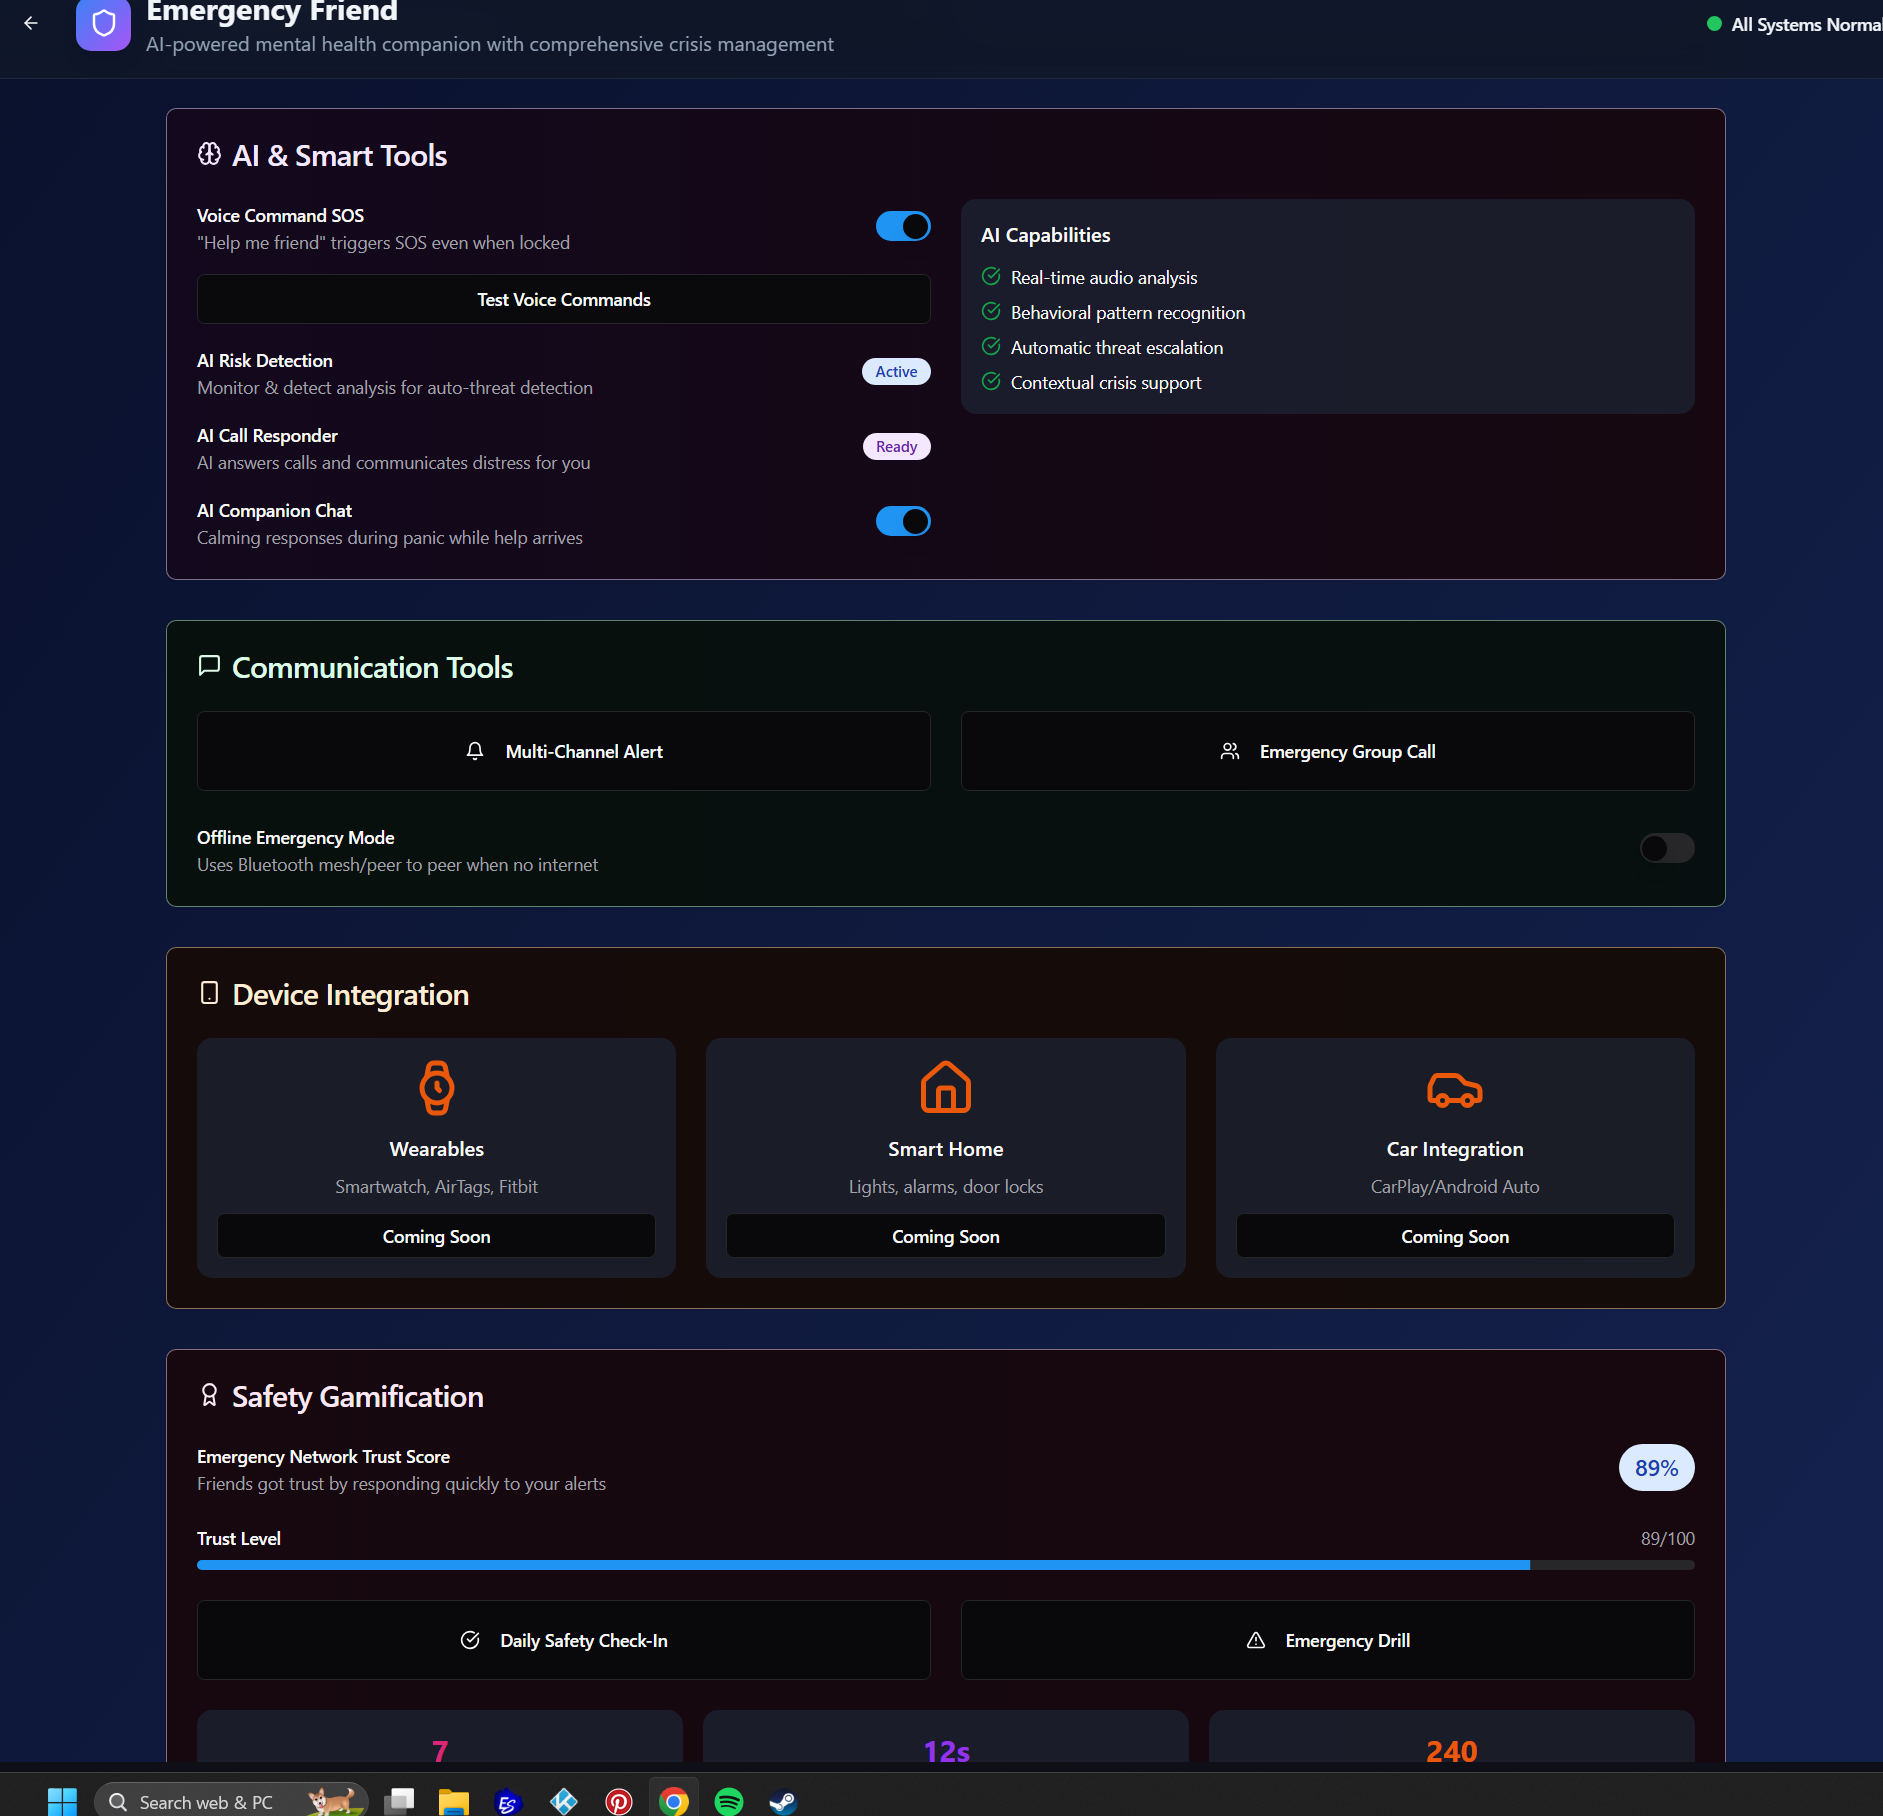 Emergency Friend
AI-powered mental health companion with comprehensive crisis management
All Systems Normal
AI & Smart Tools
Voice Command SOS
"Help me friend" triggers SOS even when locked
Test Voice Commands
AI Risk Detection
Monitor & detect analysis for auto-threat detection
Active
AI Call Responder
AI answers calls and communicates distress for you
Ready
AI Companion Chat
Calming responses during panic while help arrives
AI Capabilities
Real-time audio analysis
Behavioral pattern recognition
Automatic threat escalation
Contextual crisis support
Communication Tools
Multi-Channel Alert
Emergency Group Call
Offline Emergency Mode
Uses Bluetooth mesh/peer to peer when no internet
Device Integration
Wearables
Smartwatch, AirTags, Fitbit
Coming Soon
Smart Home
Lights, alarms, door locks
Coming Soon
Car Integration
CarPlay/Android Auto
Coming Soon
Safety Gamification
Emergency Network Trust Score
Friends got trust by responding quickly to your alerts
89%
Trust Level
89/100
Daily Safety Check-In
Emergency Drill
7
12s
240
Search web & PC
ES